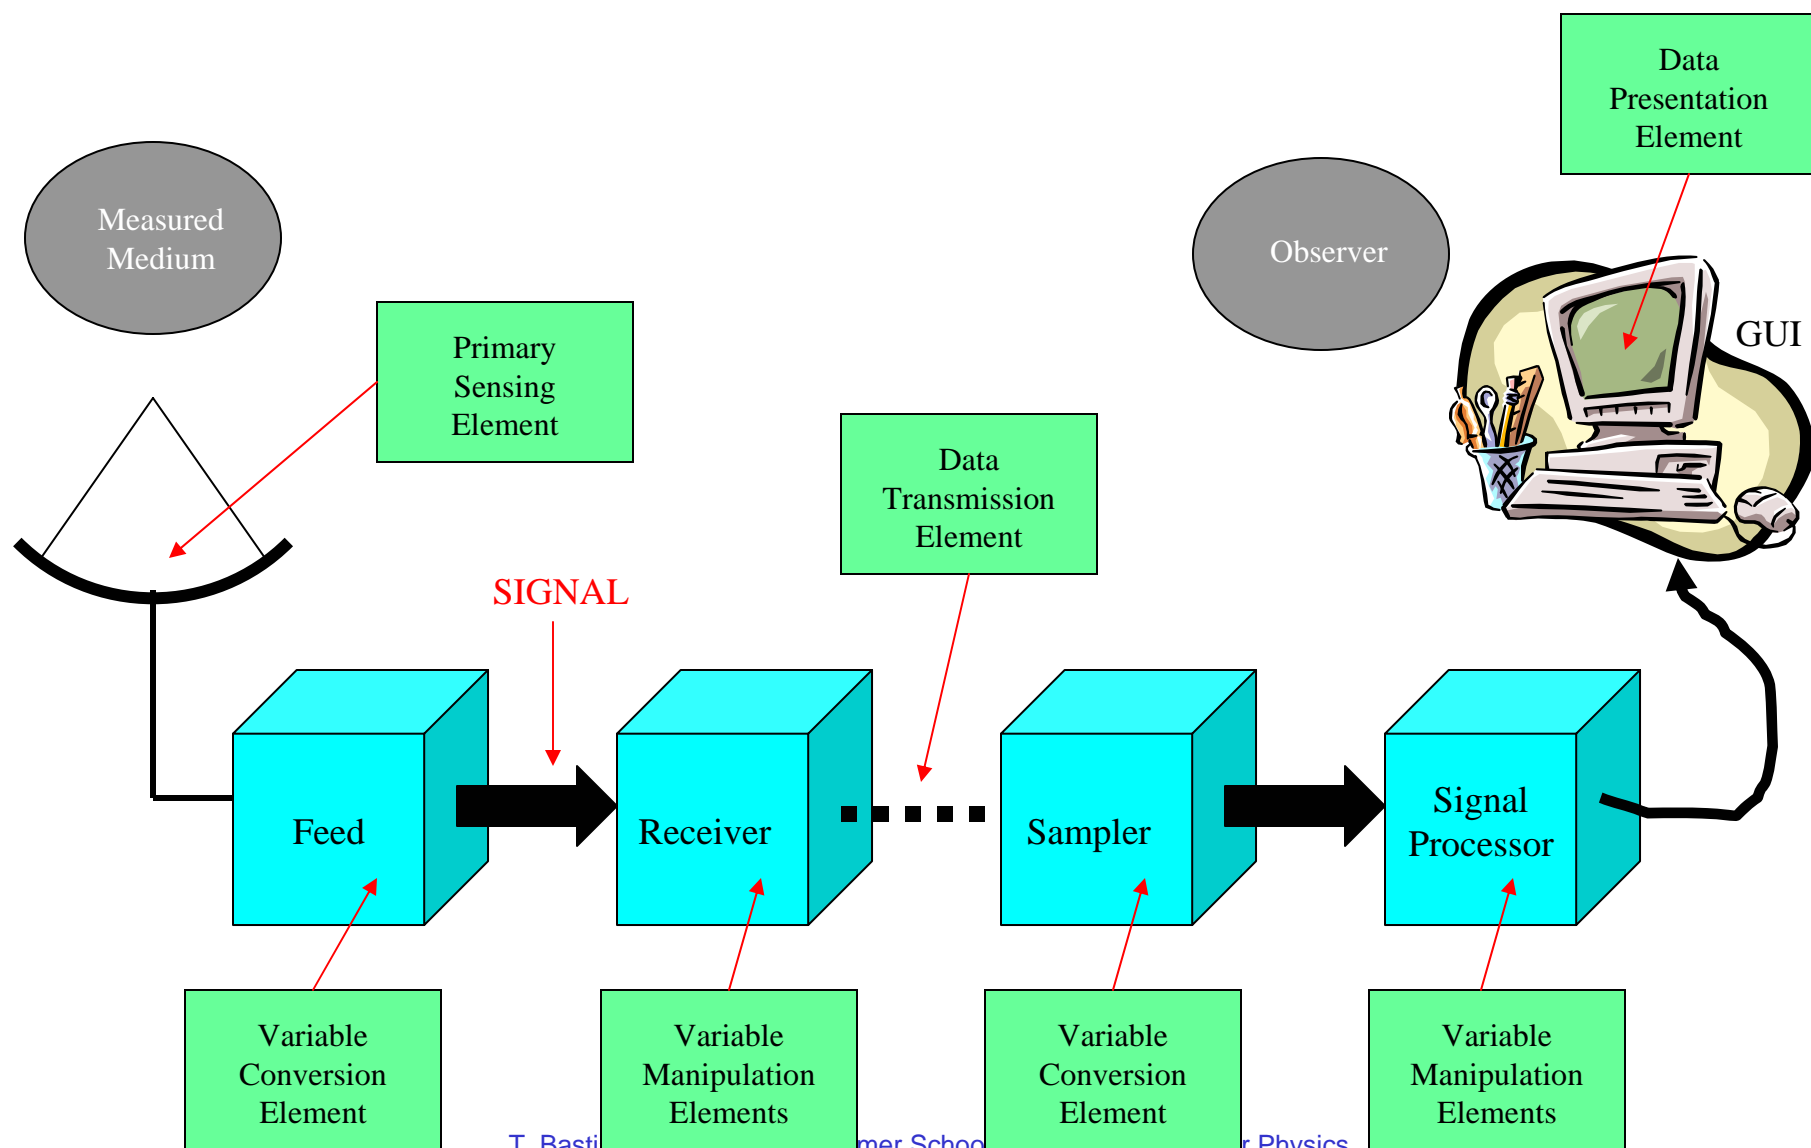 Data
Presentation
Element
Measured
Medium
Observer
GUI
Primary
Sensing
Element
Data
Transmission
Element
SIGNAL
Feed
Receiver
Sampler
Signal
Processor
Variable
Conversion
Element
Variable
Manipulation
Elements
Variable
Conversion
Element
Variable
Manipulation
Elements
T. Physics